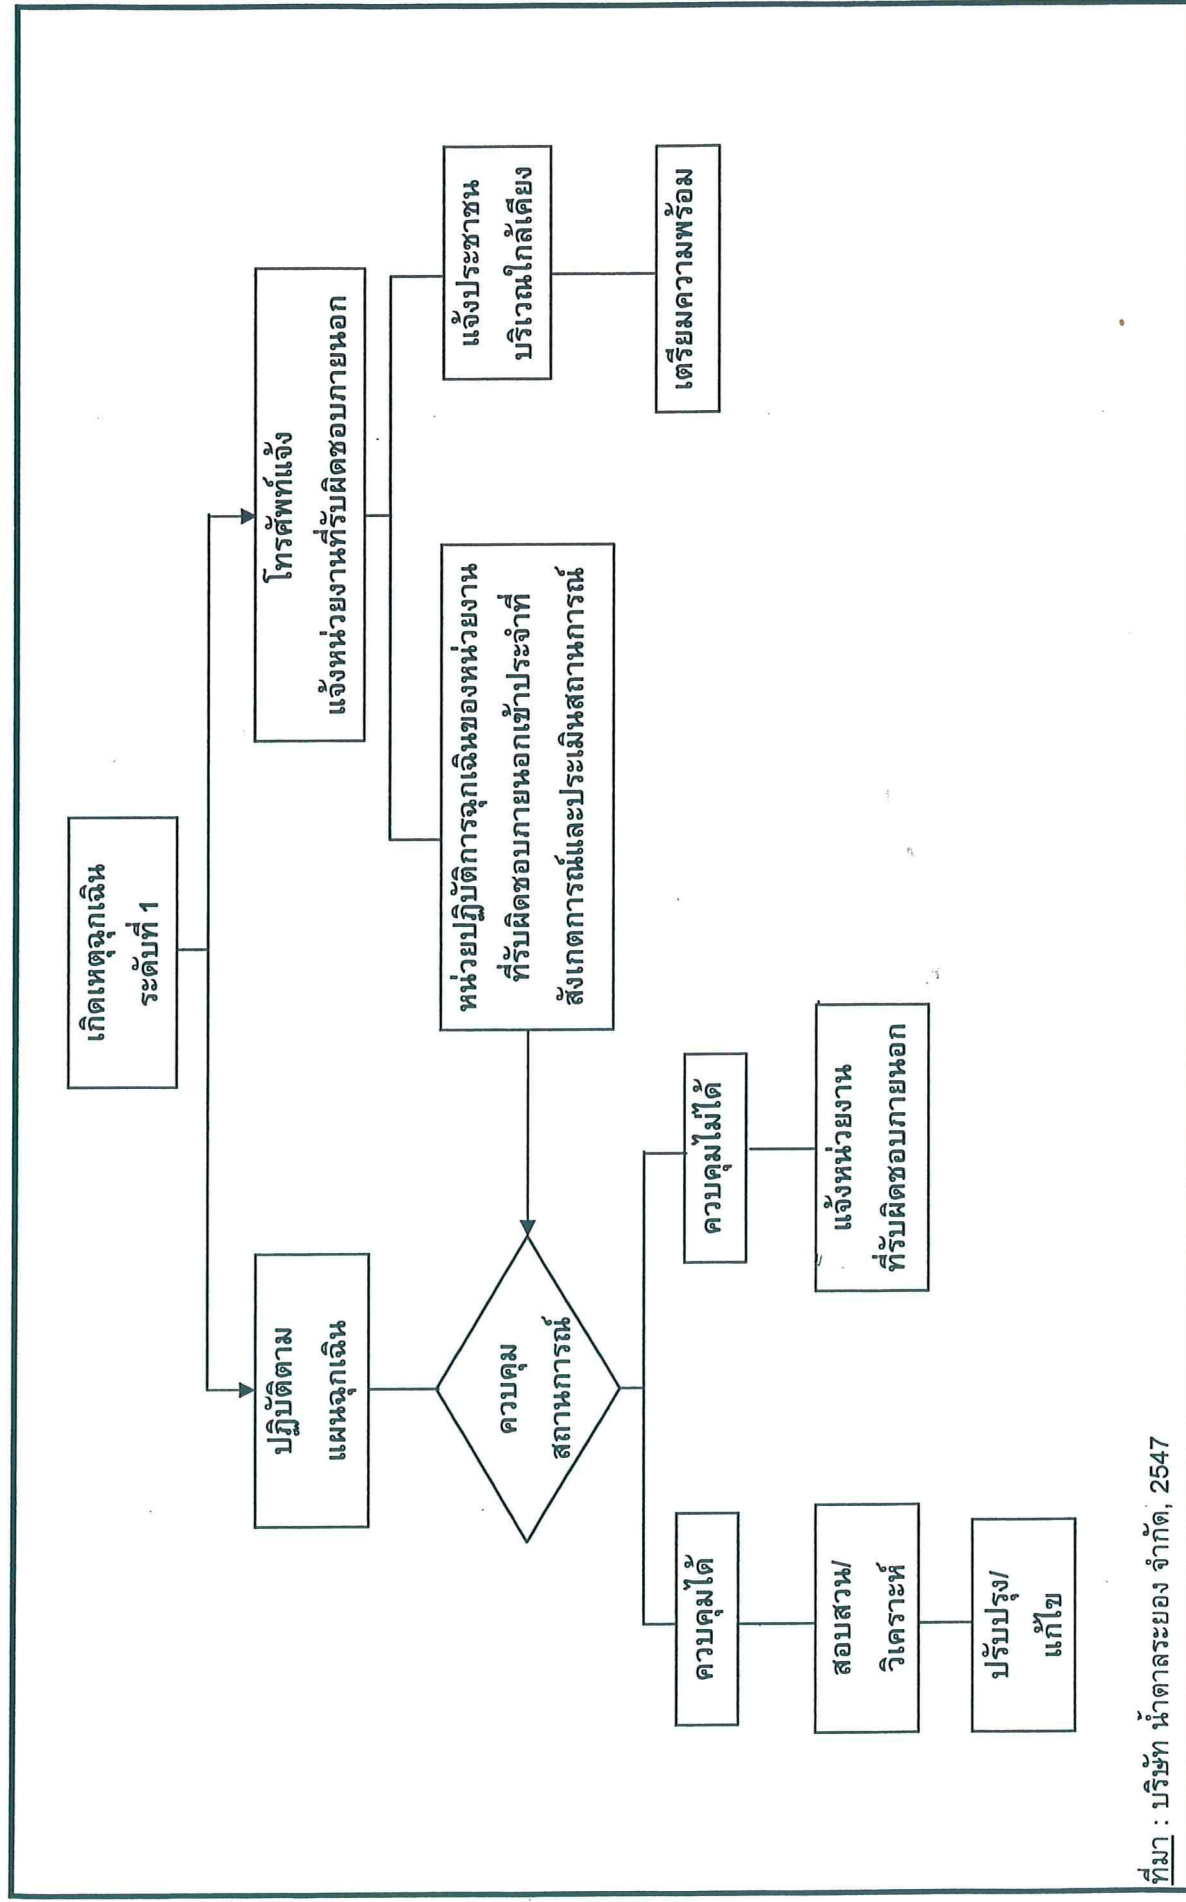 เกิดเหตุฉุกเฉิน
ระดับที่ 1
ปฏิบัติตาม
แผนฉุกเฉิน
โทรศัพท์แจ้ง
แจ้งหน่วยงานที่รับผิดชอบภายนอก
ควบคุม
สถานการณ์
หน่วยปฏิบัติการฉุกเฉินของหน่วยงาน
ที่รับผิดชอบภายนอกเข้าประจำที่
สังเกตการณ์และประเมินสถานการณ์
แจ้งประชาชน
บริเวณใกล้เคียง
เตรียมความพร้อม
ควบคุมได้
ควบคุมไม่ได้
สอบสวน/
วิเคราะห์
แจ้งหน่วยงาน
ที่รับผิดชอบภายนอก
ปรับปรุง/
แก้ไข
ที่มา : บริษัท น้ำตาลระยอง จำกัด, 2547